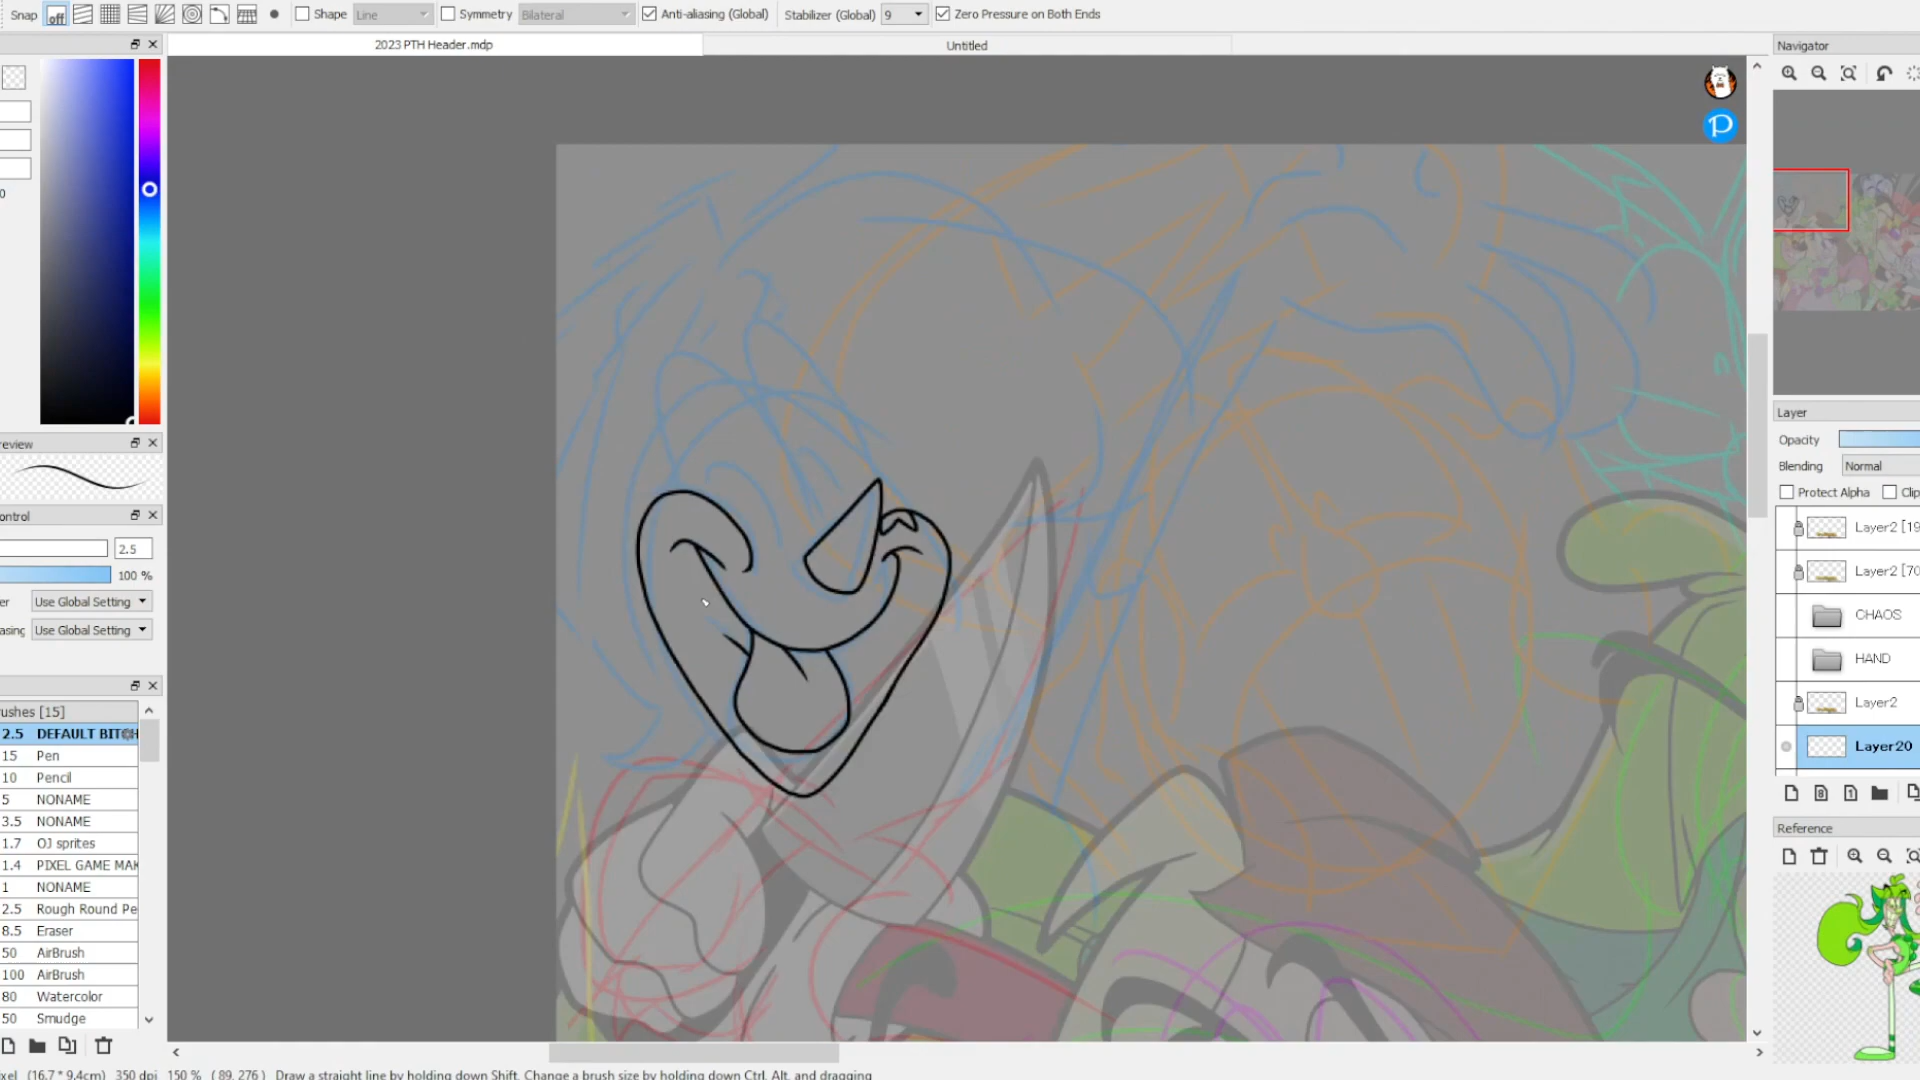 Snap off Shape Line Symmetry Bilateral Anti-aliasing (Global) Stabilizer (Global) 9 Zero Pressure on Both Ends
2023 PTH Header.mdp
Untitled
Navigator
0
review
ontrol
2.5
100 %
er Use Global Setting
asing Use Global Setting
rushes [15]
2.5 DEFAULT BITCH
15 Pen
10 Pencil
5 NONAME
3.5 NONAME
1.7 OJ sprites
1.4 PIXEL GAME MAK
1 NONAME
2.5 Rough Round Pe
8.5 Eraser
50 AirBrush
100 AirBrush
80 Watercolor
50 Smudge
Layer
Opacity
Blending Normal
Protect Alpha Clip
Layer2 [19
Layer2 [70
CHAOS
HAND
Layer2
Layer20
Reference
ixel (16.7 * 9.4cm) 350 dpi 150 % ( 89, 276 ) Draw a straight line by holding down Shift, Change a brush size by holding down Ctrl, Alt, and dragging